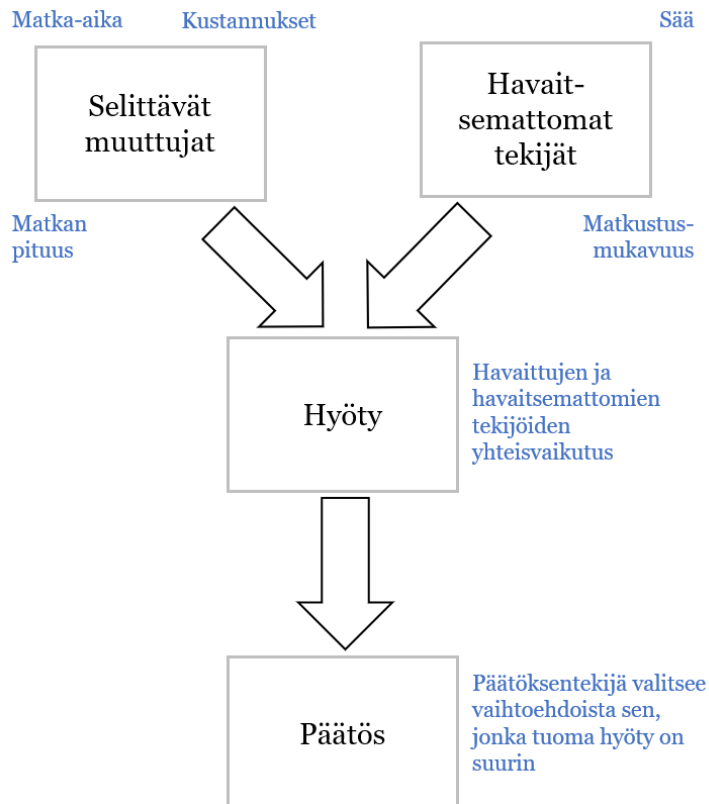 Matka-aika
Kustannukset
Sää
Selittävät
muuttujat
Havait-
semattomat
tekijät
Matkan
pituus
Matkustus-
mukavuus
Hyöty
Havaittujen ja
havaitsemattomien
tekijöiden
yhteisvaikutus
Päätös
Päätöksentekijä valitsee
vaihtoehdoista sen,
jonka tuoma hyöty on
suurin